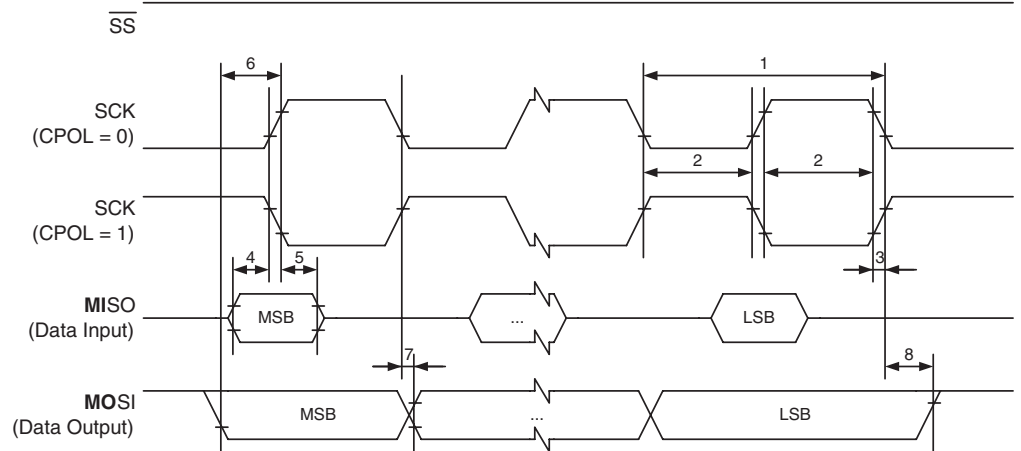 SS
6
1
SCK
(CPOL = 0)
2
2
SCK
(CPOL = 1)
4
5
3
MISO
(Data Input)
MSB
...
LSB
7
8
MOSI
(Data Output)
MSB
...
LSB